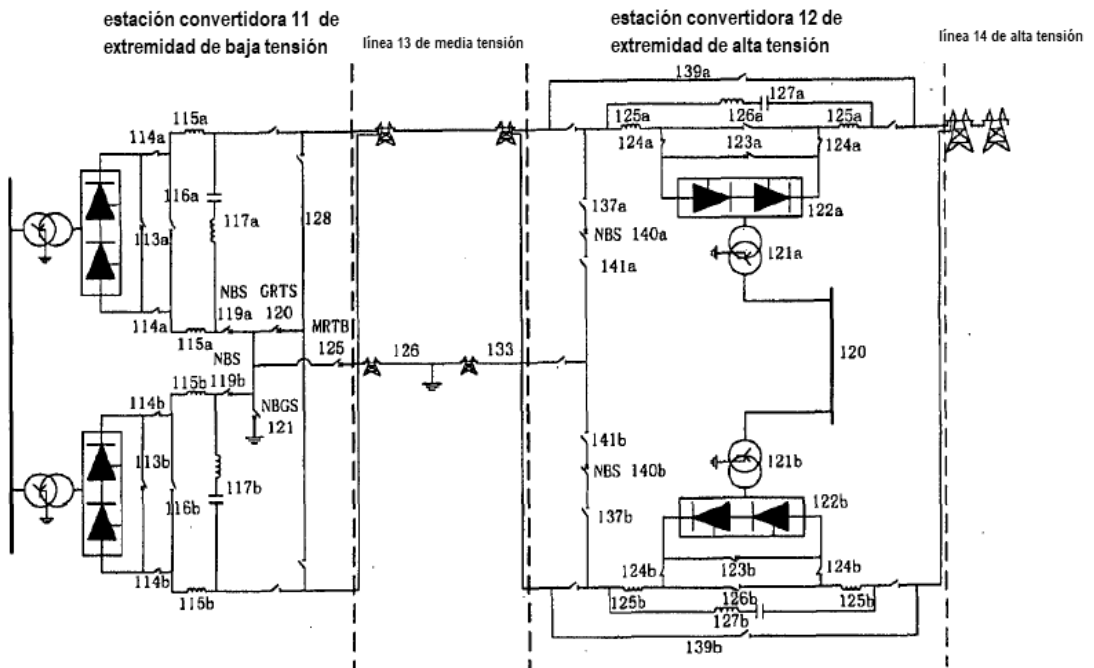 estación convertidora 11 de
extremidad de baja tensión
línea 13 de media tensión
estación convertidora 12 de
extremidad de alta tensión
línea 14 de alta tensión
139a
127a
115a
125a
126a
125a
114a
124a
123a
124a
116a
117a
128
122a
113a
137a
NBS 140a
121a
141a
NBS
119a
GRTS
120
114a
115a
MRTB
125
126
133
120
NBS
115b
119b
114b
NBGS
121
141b
121b
113b
117b
NBS 140b
116b
122b
137b
114b
124b
123b
124b
115b
125b
126b
125b
127b
139b